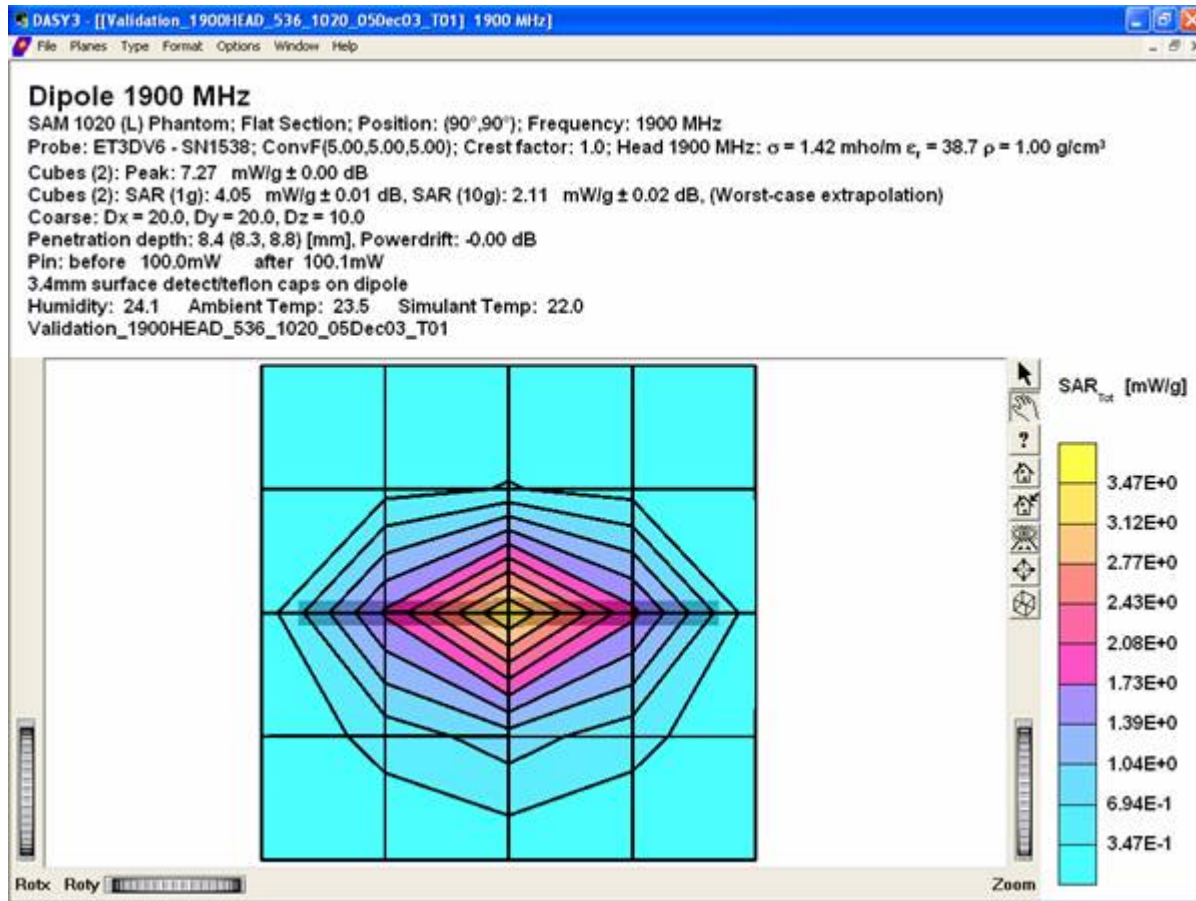 DASY3 - [[Validation_1900HEAD_536_1020_05Dec03_T01] 1900 MHz]
File Planes Type Format Options Window Help
Dipole 1900 MHz
SAM 1020 (L) Phantom; Flat Section; Position: (90°,90°); Frequency: 1900 MHz
Probe: ET3DV6 - SN1538; ConvF(5.00,5.00,5.00); Crest factor: 1.0; Head 1900 MHz: σ = 1.42 mho/m εr = 38.7 ρ = 1.00 g/cm³
Cubes (2): Peak: 7.27 mW/g ± 0.00 dB
Cubes (2): SAR (1g): 4.05 mW/g ± 0.01 dB, SAR (10g): 2.11 mW/g ± 0.02 dB, (Worst-case extrapolation)
Coarse: Dx = 20.0, Dy = 20.0, Dz = 10.0
Penetration depth: 8.4 (8.3, 8.8) [mm], Powerdrift: -0.00 dB
Pin: before 100.0mW after 100.1mW
3.4mm surface detect/teflon caps on dipole
Humidity: 24.1 Ambient Temp: 23.5 Simulant Temp: 22.0
Validation_1900HEAD_536_1020_05Dec03_T01
SARTot [mW/g]
?
3.47E+0
3.12E+0
2.77E+0
2.43E+0
2.08E+0
1.73E+0
1.39E+0
1.04E+0
6.94E-1
3.47E-1
Rotx Roty
Zoom